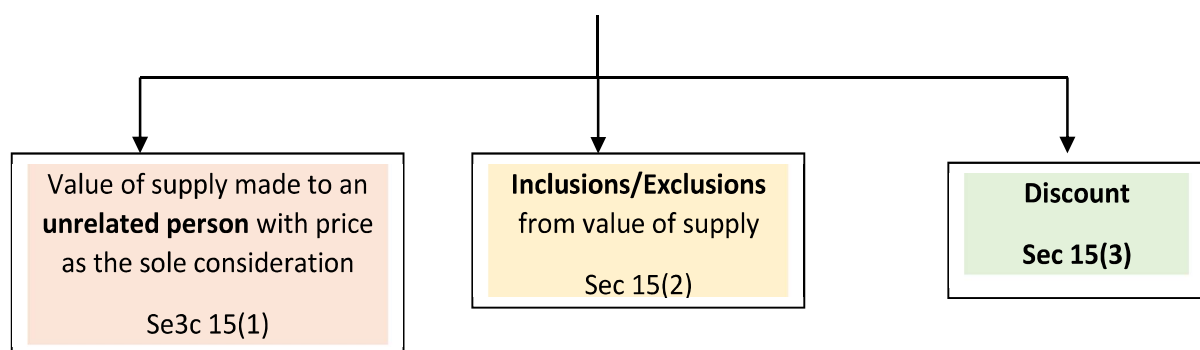 Value of supply made to an
unrelated person with price
as the sole consideration
Se3c 15(1)
Inclusions/Exclusions
from value of supply
Sec 15(2)
Discount
Sec 15(3)